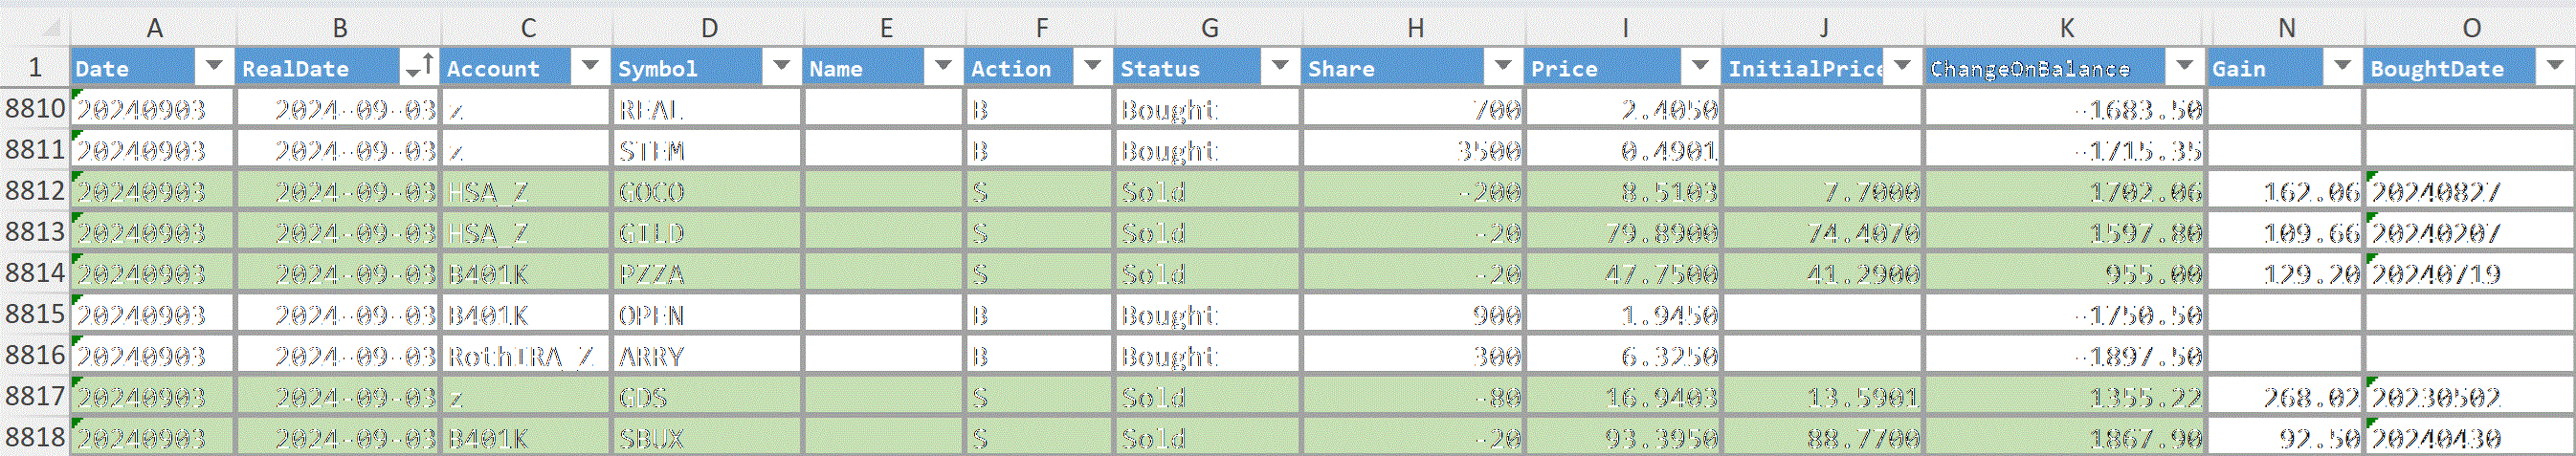 A B C D E F G H I J K N O
1 Date RealDate Account Symbol Name Action Status Share Price InitialPrice ChangeOnBalance Gain BoughtDate
8810 20240903 2024-09-03 z REAL B Bought 700 2.4050 -1683.50
8811 20240903 2024-09-03 z STEM B Bought 3500 0.4901 -1715.35
8812 20240903 2024-09-03 HSA_Z GOCO S Sold -200 8.5103 7.7000 1702.06 162.06 20240827
8813 20240903 2024-09-03 HSA_Z GILD S Sold -20 79.8900 74.4070 1597.80 109.66 20240207
8814 20240903 2024-09-03 B401K PZZA S Sold -20 47.7500 41.2900 955.00 129.20 20240719
8815 20240903 2024-09-03 B401K OPEN B Bought 900 1.9450 -1750.50
8816 20240903 2024-09-03 RothIRA_Z ARRY B Bought 300 6.3250 -1897.50
8817 20240903 2024-09-03 z GDS S Sold -80 16.9403 13.5901 1355.22 268.02 20230502
8818 20240903 2024-09-03 B401K SBUX S Sold -20 93.3950 88.7700 1867.90 92.50 20240430